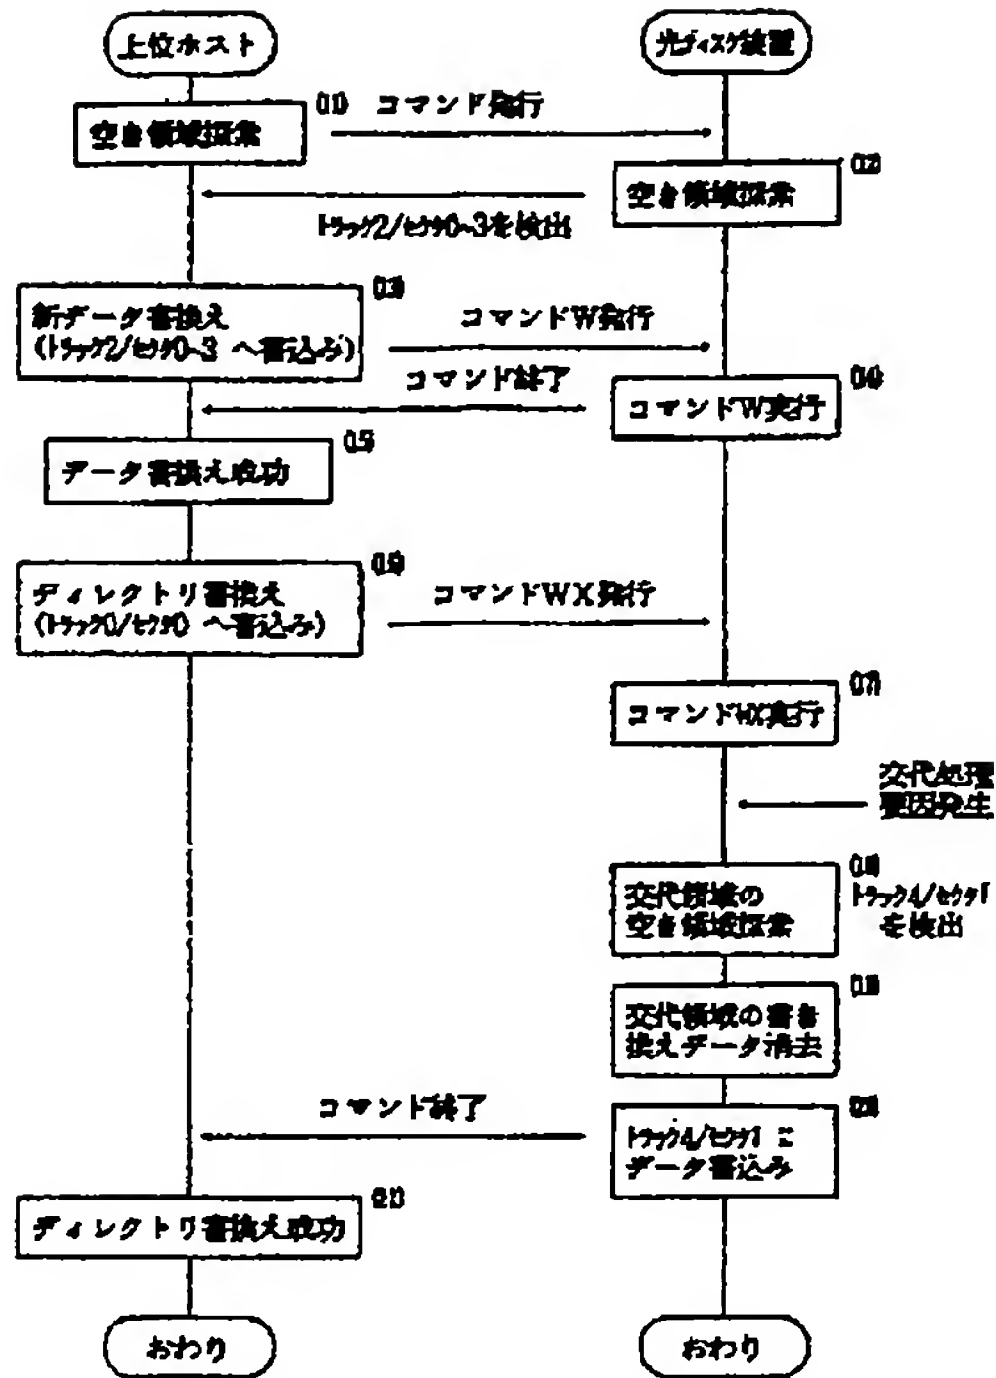 上位ホスト
光ディスク装置
空き領域探索
(11)
コマンド発行
空き領域探索
(12)
トラック2/セクタ0~3を検出
新データ書換え
(トラック2/セクタ0~3 へ書込み)
(13)
コマンドW発行
コマンド終了
コマンドW実行
(14)
データ書換え成功
(15)
ディレクトリ書換え
(トラック0/セクタ0 へ書込み)
(16)
コマンドWX発行
コマンドWX実行
(17)
交代処理
要因発生
交代領域の
空き領域探索
(18)
トラック4/セクタ1
を検出
交代領域の書き
換えデータ消去
(19)
コマンド終了
トラック4/セクタ1 に
データ書込み
(20)
ディレクトリ書換え成功
(21)
おわり
おわり